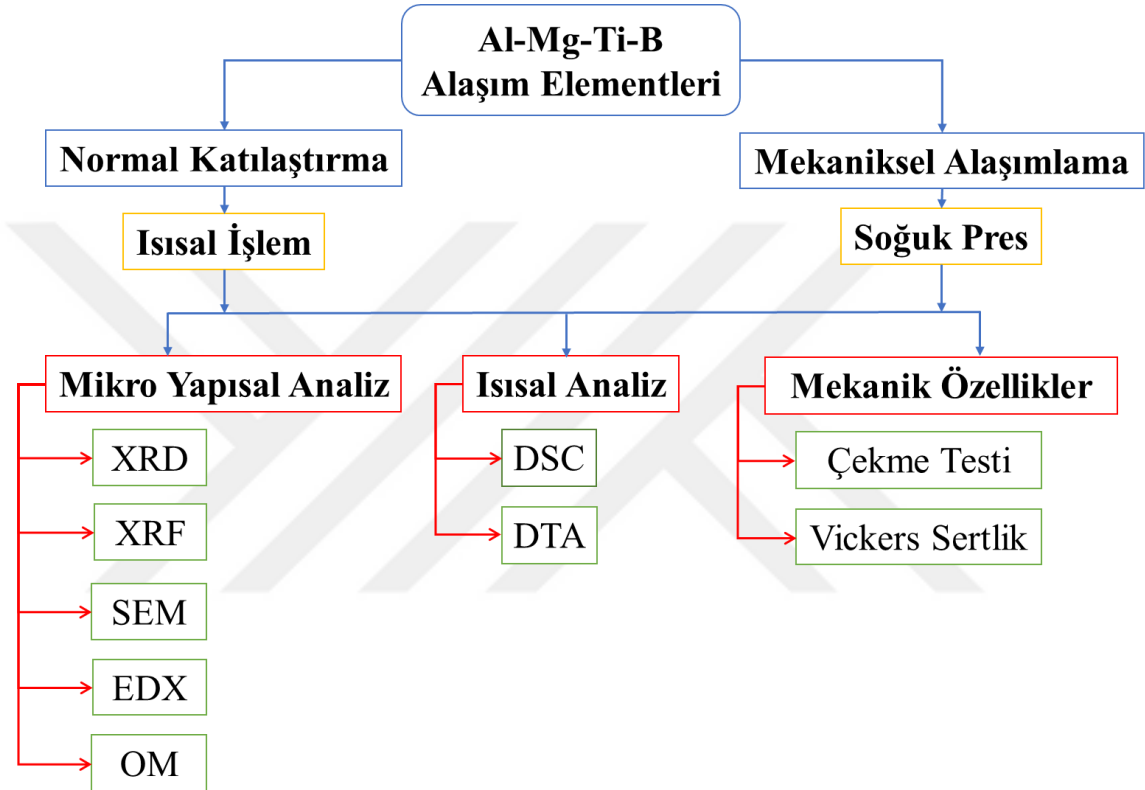 Al-Mg-Ti-B
Alaşım Elementleri
Normal Katılaştırma
Mekaniksel Alaşımlama
Isısal İşlem
Soğuk Pres
Mikro Yapısal Analiz
Isısal Analiz
Mekanik Özellikler
XRD
XRF
SEM
EDX
OM
DSC
DTA
Çekme Testi
Vickers Sertlik